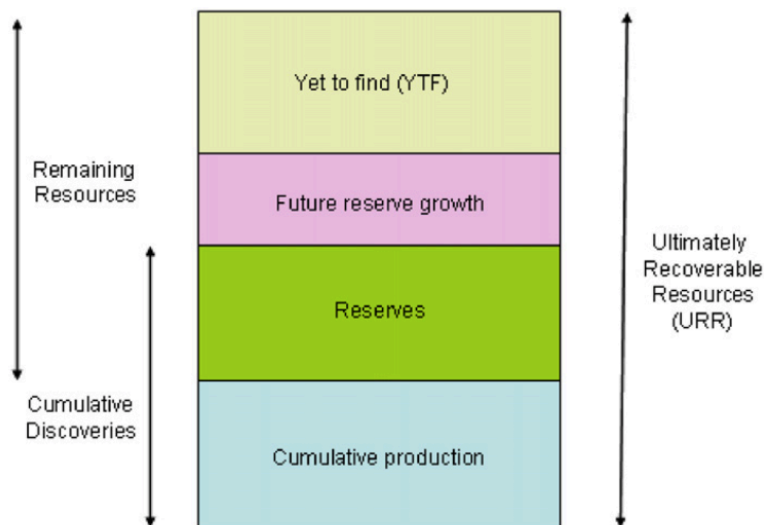 Yet to find (YTF)
Remaining
Resources
Future reserve growth
Ultimately
Recoverable
Resources
(URR)
Reserves
Cumulative
Discoveries
Cumulative production